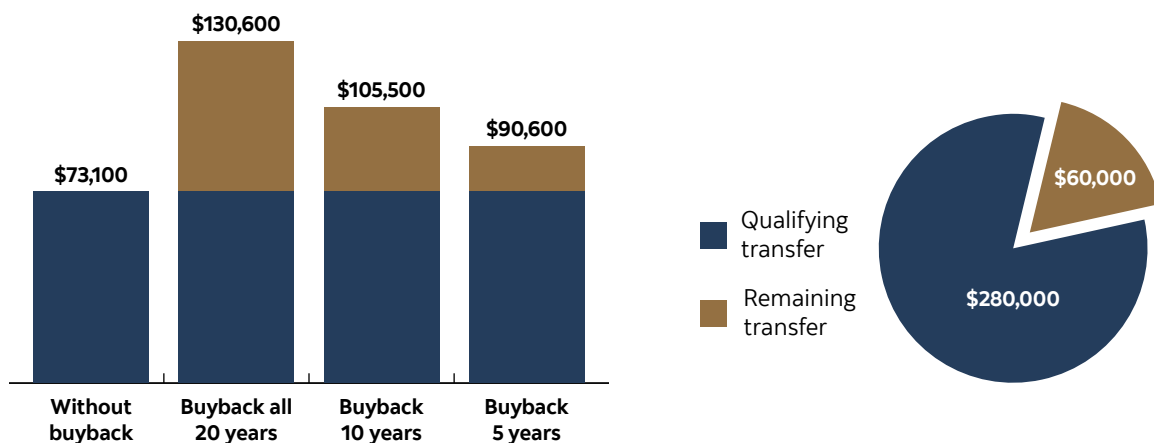 $130,600
$105,500
$90,600
$73,100
Without
buyback
Buyback all
20 years
Buyback
10 years
Buyback
5 years
Qualifying
transfer
Remaining
transfer
$60,000
$280,000